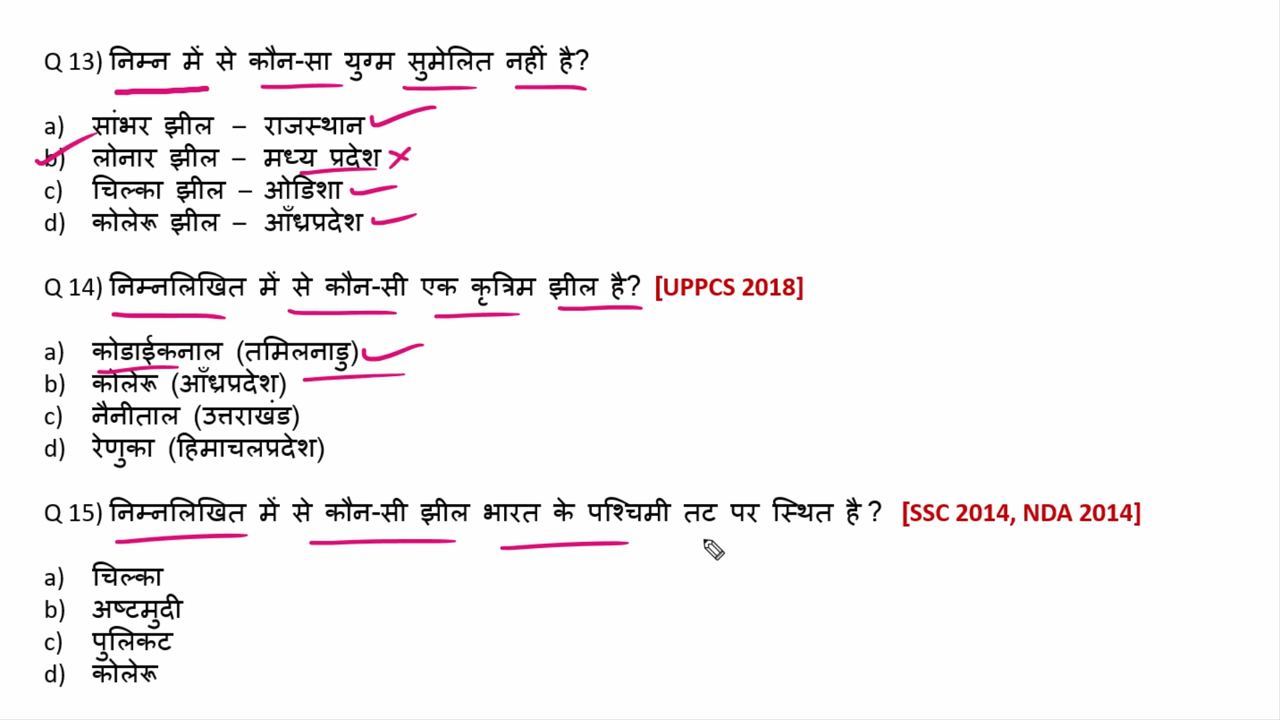 Q 13) निम्न में से कौन-सा युग्म सुमेलित नहीं है?
a) सांभर झील – राजस्थान
b) लोनार झील – मध्य प्रदेश
c) चिल्का झील – ओडिशा
d) कोलेरू झील – आँध्रप्रदेश
Q 14) निम्नलिखित में से कौन-सी एक कृत्रिम झील है? [UPPCS 2018]
a) कोडाईकनाल (तमिलनाडु)
b) कोलेरू (आँध्रप्रदेश)
c) नैनीताल (उत्तराखंड)
d) रेणुका (हिमाचलप्रदेश)
Q 15) निम्नलिखित में से कौन-सी झील भारत के पश्चिमी तट पर स्थित है ? [SSC 2014, NDA 2014]
a) चिल्का
b) अष्टमुदी
c) पुलिकट
d) कोलेरू